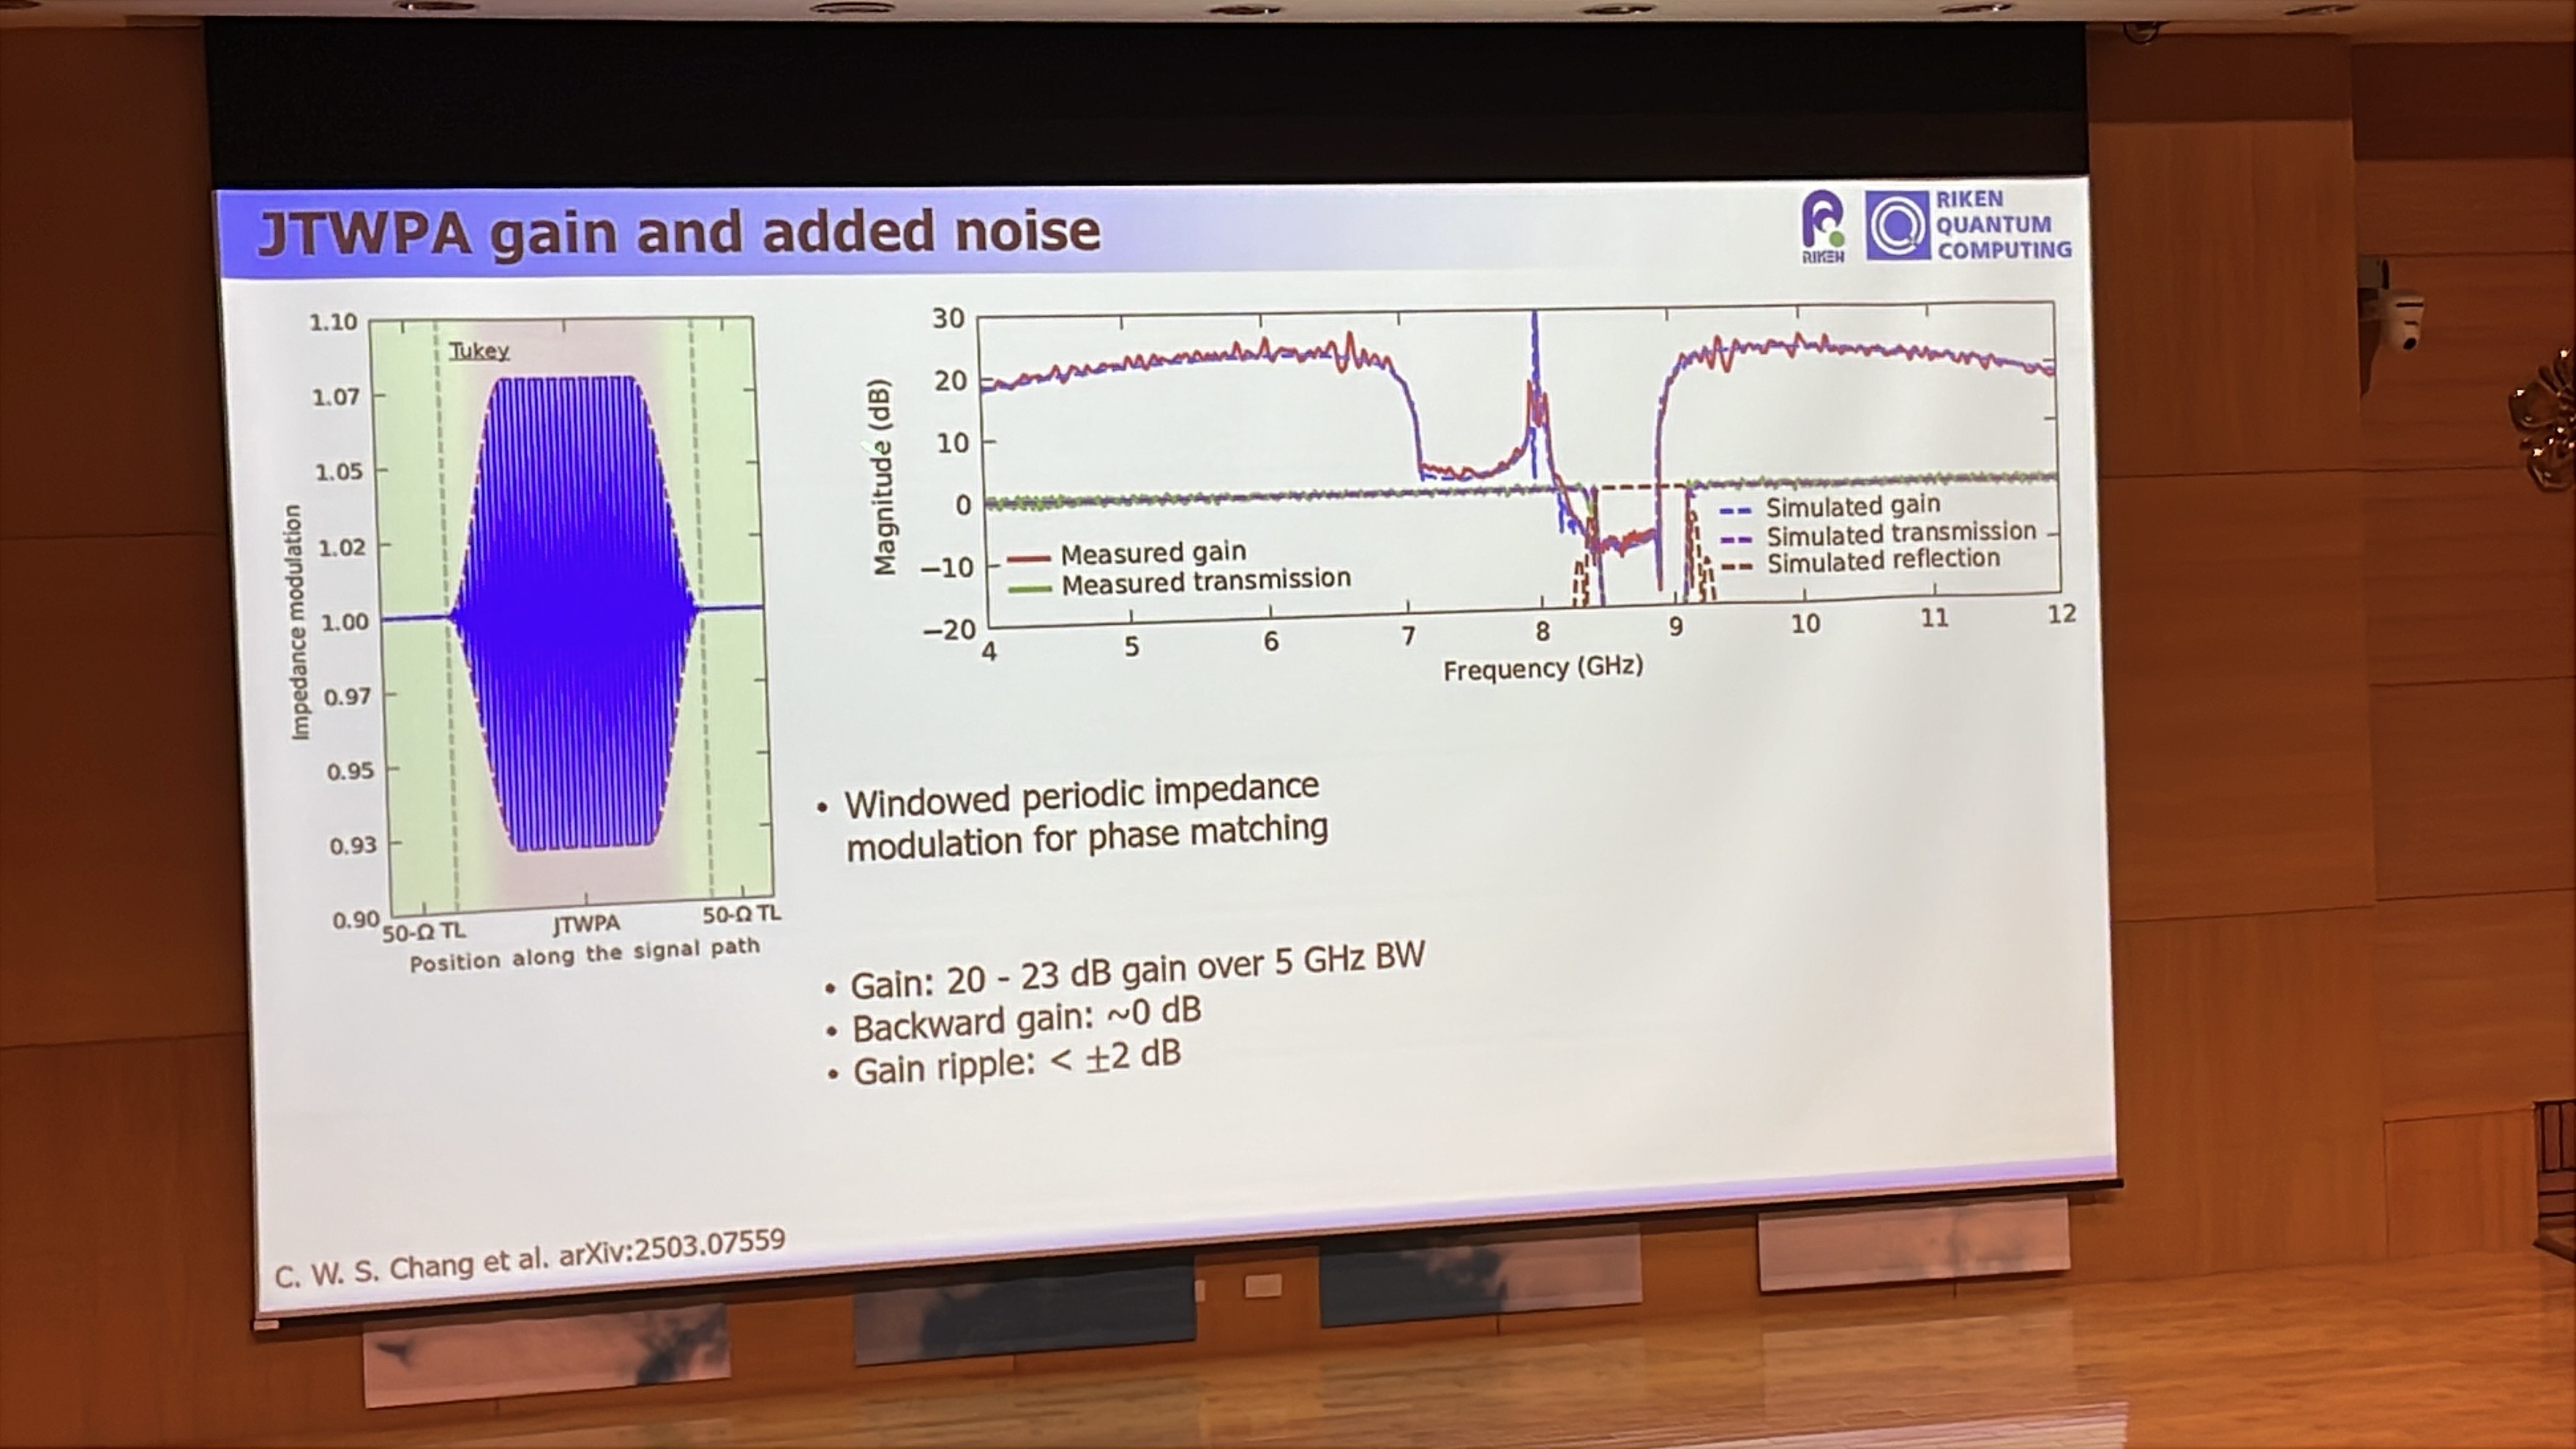 JTWPA gain and added noise
RIKEN
RIKEN
QUANTUM
COMPUTING
1.10
1.07
1.05
1.02
1.00
0.97
0.95
0.93
0.90
Impedance modulation
Tukey
50-Ω TL
JTWPA
50-Ω TL
Position along the signal path
30
20
10
0
−10
−20
Magnitude (dB)
Measured gain
Measured transmission
Simulated gain
Simulated transmission
Simulated reflection
4
5
6
7
8
9
10
11
12
Frequency (GHz)
• Windowed periodic impedance
modulation for phase matching
• Gain: 20 - 23 dB gain over 5 GHz BW
• Backward gain: ~0 dB
• Gain ripple: < ±2 dB
C. W. S. Chang et al. arXiv:2503.07559